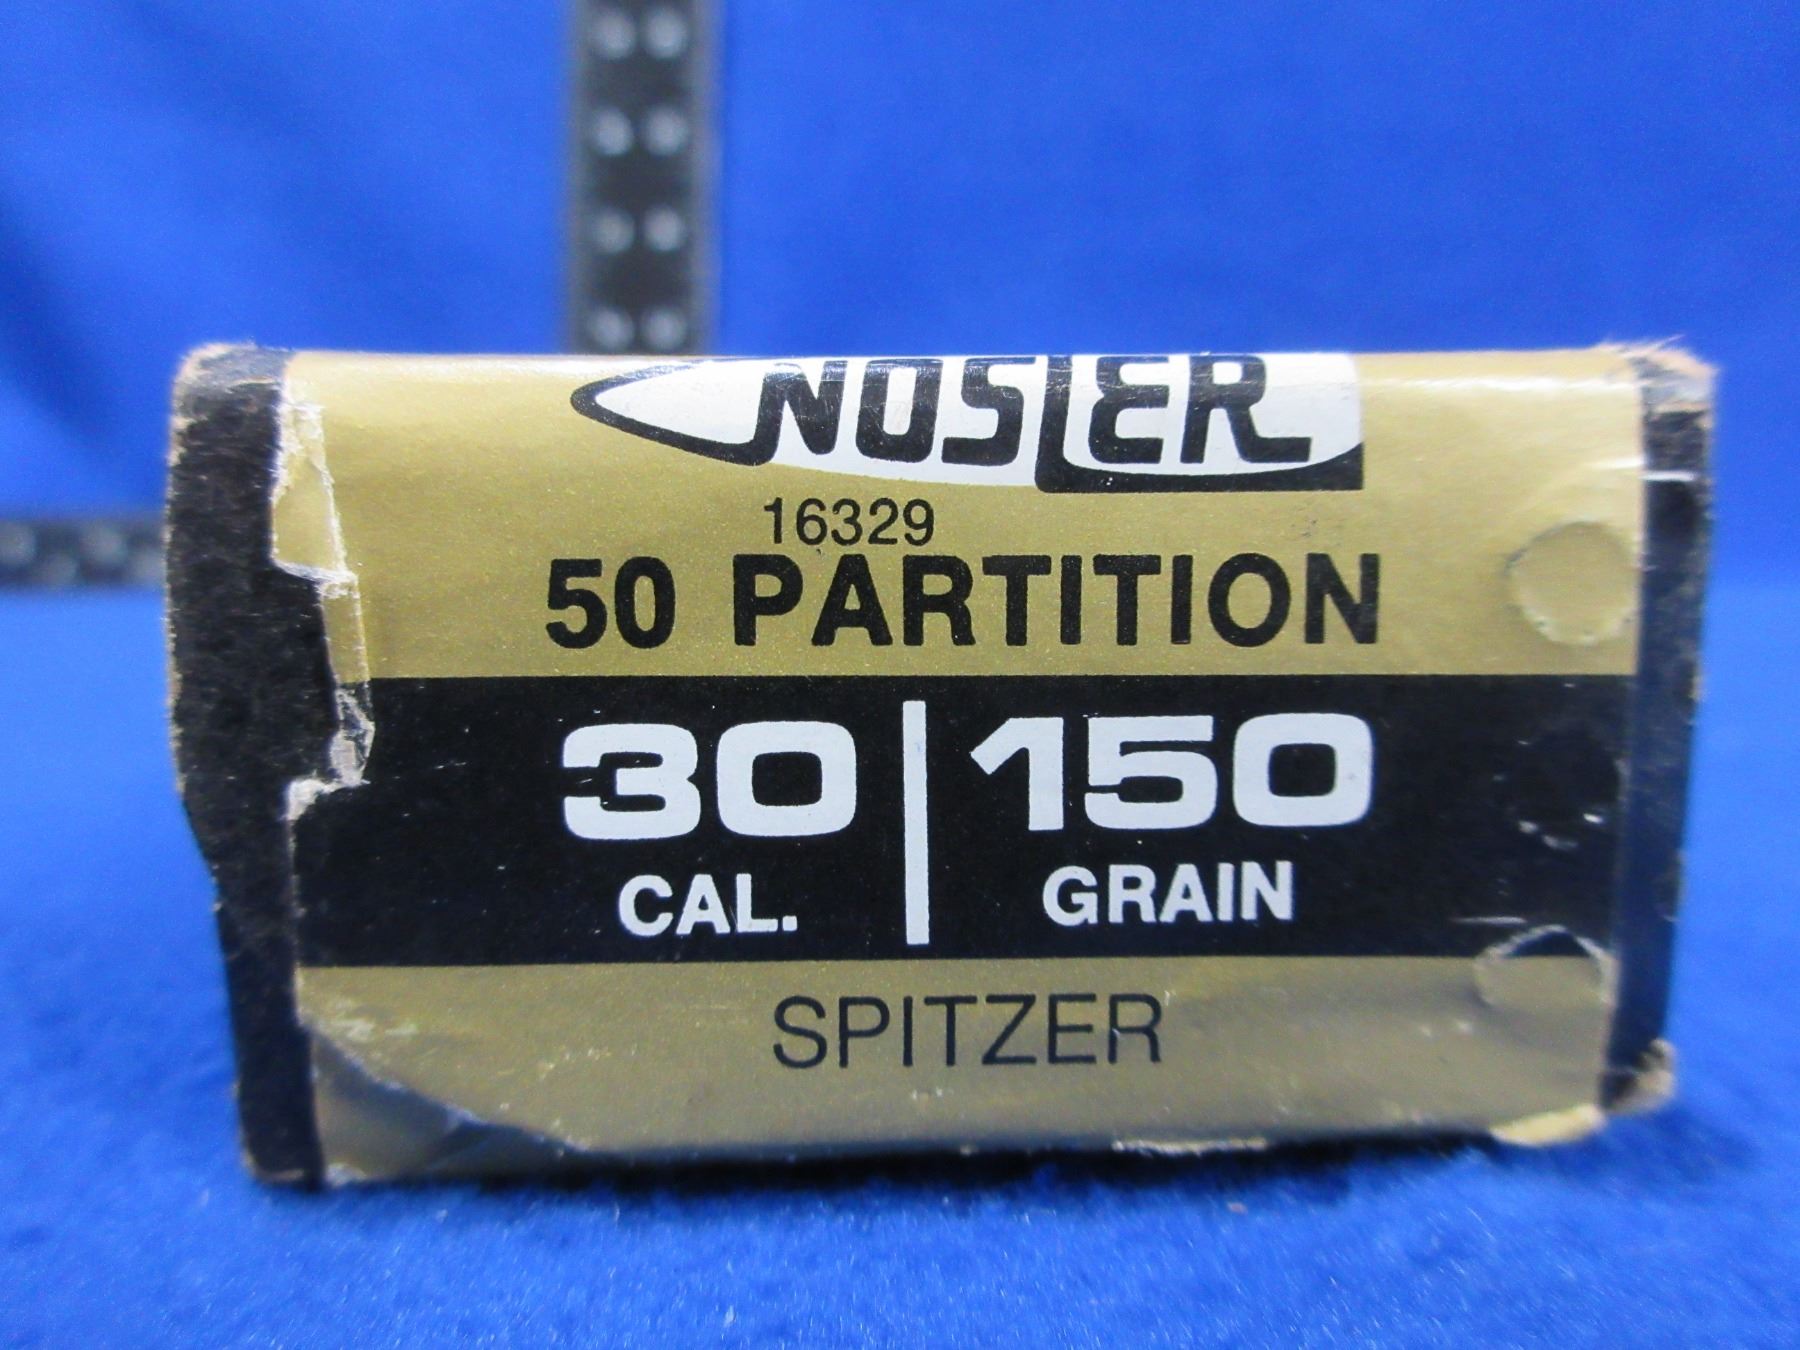 NOSLER
16329
50 PARTITION
30 150
CAL. GRAIN
SPITZER